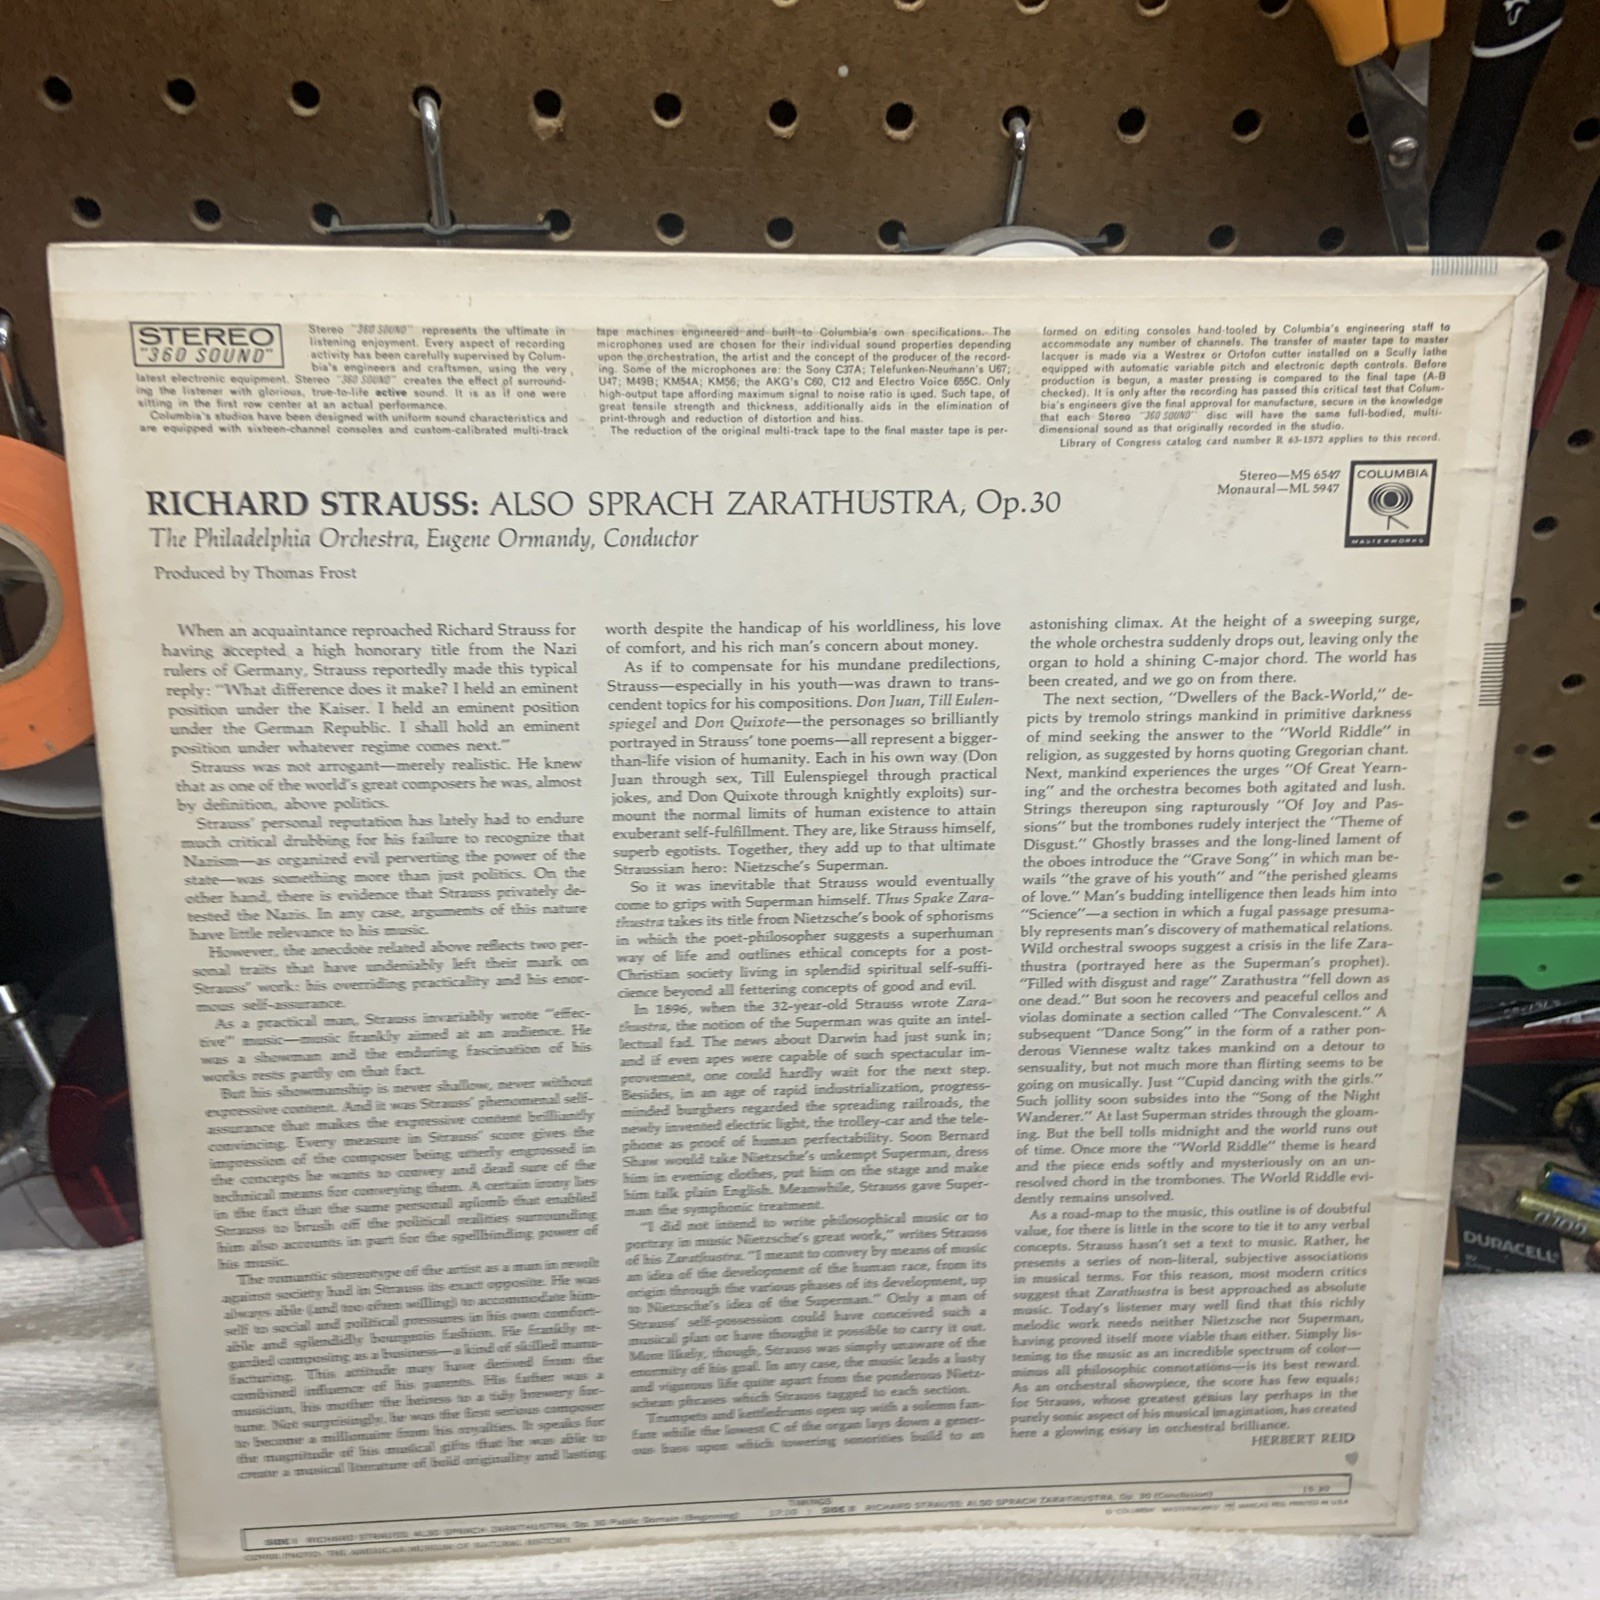 STEREO
"360 SOUND"
Stereo "360 SOUND" represents the ultimate in
listening enjoyment. Every aspect of recording
activity has been carefully supervised by Colum-
bia's engineers and craftsmen, using the very
latest electronic equipment. Stereo "360 SOUND" creates the effect of surround-
ing the listener with glorious, true-to-life active sound. It is as if one were
sitting in the first row center at an actual performance.
Columbia's studios have been designed with uniform sound characteristics and
are equipped with sixteen-channel consoles and custom-calibrated multi-track
tape machines engineered and built to Columbia's own specifications. The
microphones used are chosen for their individual sound properties depending
upon the orchestration, the artist and the concept of the producer of the record-
ing. Some of the microphones are: the Sony C37A; Telefunken-Neumann's U67;
U47; M49B; KM54A; KM56; the AKG's C60, C12 and Electro Voice 655C. Only
high-output tape affording maximum signal to noise ratio is used. Such tape, of
great tensile strength and thickness, additionally aids in the elimination of
print-through and reduction of distortion and hiss.
The reduction of the original multi-track tape to the final master tape is per-
formed on editing consoles hand-tooled by Columbia's engineering staff to
accommodate any number of channels. The transfer of master tape to master
lacquer is made via a Westrex or Ortofon cutter installed on a Scully lathe
equipped with automatic variable pitch and electronic depth controls. Before
production is begun, a master pressing is compared to the final tape (A-B
checked). It is only after the recording has passed this critical test that Colum-
bia's engineers give the final approval for manufacture, secure in the knowledge
that each Stereo "360 SOUND" disc will have the same full-bodied, multi-
dimensional sound as that originally recorded in the studio.
Library of Congress catalog card number R 63-1572 applies to this record.
Stereo—MS 6547
Monaural—ML 5947
COLUMBIA
MASTERWORKS
RICHARD STRAUSS: ALSO SPRACH ZARATHUSTRA, Op.30
The Philadelphia Orchestra, Eugene Ormandy, Conductor
Produced by Thomas Frost
When an acquaintance reproached Richard Strauss for
having accepted a high honorary title from the Nazi
rulers of Germany, Strauss reportedly made this typical
reply: "What difference does it make? I held an eminent
position under the Kaiser. I held an eminent position
under the German Republic. I shall hold an eminent
position under whatever regime comes next."
Strauss was not arrogant—merely realistic. He knew
that as one of the world's great composers he was, almost
by definition, above politics.
Strauss' personal reputation has lately had to endure
much critical drubbing for his failure to recognize that
Nazism—as organized evil perverting the power of the
state—was something more than just politics. On the
other hand, there is evidence that Strauss privately de-
tested the Nazis. In any case, arguments of this nature
have little relevance to his music.
However, the anecdote related above reflects two per-
sonal traits that have undeniably left their mark on
Strauss' work: his overriding practicality and his enor-
mous self-assurance.
As a practical man, Strauss invariably wrote "effec-
tive" music—music frankly aimed at an audience. He
was a showman and the enduring fascination of his
works rests partly on that fact.
But his showmanship is never shallow, never without
expressive content. And it was Strauss' phenomenal self-
assurance that makes the expressive content brilliantly
convincing. Every measure in Strauss' score gives the
impression of the composer being utterly engrossed in
the concepts he wants to convey and dead sure of the
technical means for conveying them. A certain irony lies
in the fact that the same personal aplomb that enabled
Strauss to brush off the political realities surrounding
him also accounts in part for the spellbinding power of
his music.
The romantic stereotype of the artist as a man in revolt
against society had in Strauss its exact opposite. He was
always able (and too often willing) to accommodate him-
self to social and political pressures in his own comfort-
able and splendidly bourgeois fashion. He frankly re-
garded composing as a business—a kind of skilled manu-
facturing. This attitude may have derived from the
combined influence of his parents. His father was a
musician, his mother the heiress to a tidy brewery for-
tune. Not surprisingly, he was the first serious composer
to become a millionaire from his royalties. It speaks for
the magnitude of his musical gifts that he was able to
create a musical literature of bold originality and lasting
worth despite the handicap of his worldliness, his love
of comfort, and his rich man's concern about money.
As if to compensate for his mundane predilections,
Strauss—especially in his youth—was drawn to trans-
cendent topics for his compositions. Don Juan, Till Eulen-
spiegel and Don Quixote—the personages so brilliantly
portrayed in Strauss' tone poems—all represent a bigger-
than-life vision of humanity. Each in his own way (Don
Juan through sex, Till Eulenspiegel through practical
jokes, and Don Quixote through knightly exploits) sur-
mount the normal limits of human existence to attain
exuberant self-fulfillment. They are, like Strauss himself,
superb egotists. Together, they add up to that ultimate
Straussian hero: Nietzsche's Superman.
So it was inevitable that Strauss would eventually
come to grips with Superman himself. Thus Spake Zara-
thustra takes its title from Nietzsche's book of sphorisms
in which the poet-philosopher suggests a superhuman
way of life and outlines ethical concepts for a post-
Christian society living in splendid spiritual self-suffi-
cience beyond all fettering concepts of good and evil.
In 1896, when the 32-year-old Strauss wrote Zara-
thustra, the notion of the Superman was quite an intel-
lectual fad. The news about Darwin had just sunk in;
and if even apes were capable of such spectacular im-
provement, one could hardly wait for the next step.
Besides, in an age of rapid industrialization, progress-
minded burghers regarded the spreading railroads, the
newly invented electric light, the trolley-car and the tele-
phone as proof of human perfectability. Soon Bernard
Shaw would take Nietzsche's unkempt Superman, dress
him in evening clothes, put him on the stage and make
him talk plain English. Meanwhile, Strauss gave Super-
man the symphonic treatment.
"I did not intend to write philosophical music or to
portray in music Nietzsche's great work," writes Strauss
of his Zarathustra. "I meant to convey by means of music
an idea of the development of the human race, from its
origin through the various phases of its development, up
to Nietzsche's idea of the Superman." Only a man of
Strauss' self-possession could have conceived such a
musical plan or have thought it possible to carry it out.
More likely, though, Strauss was simply unaware of the
enormity of his goal. In any case, the music leads a lusty
and vigorous life quite apart from the ponderous Nietz-
schean phrases which Strauss tagged to each section.
Trumpets and kettledrums open up with a solemn fan-
fare while the lowest C of the organ lays down a gener-
ous bass upon which towering sonorities build to an
astonishing climax. At the height of a sweeping surge,
the whole orchestra suddenly drops out, leaving only the
organ to hold a shining C-major chord. The world has
been created, and we go on from there.
The next section, "Dwellers of the Back-World," de-
picts by tremolo strings mankind in primitive darkness
of mind seeking the answer to the "World Riddle" in
religion, as suggested by horns quoting Gregorian chant.
Next, mankind experiences the urges "Of Great Yearn-
ing" and the orchestra becomes both agitated and lush.
Strings thereupon sing rapturously "Of Joy and Pas-
sions" but the trombones rudely interject the "Theme of
Disgust." Ghostly brasses and the long-lined lament of
the oboes introduce the "Grave Song" in which man be-
wails "the grave of his youth" and "the perished gleams
of love." Man's budding intelligence then leads him into
"Science"—a section in which a fugal passage presuma-
bly represents man's discovery of mathematical relations.
Wild orchestral swoops suggest a crisis in the life Zara-
thustra (portrayed here as the Superman's prophet).
"Filled with disgust and rage" Zarathustra "fell down as
one dead." But soon he recovers and peaceful cellos and
violas dominate a section called "The Convalescent." A
subsequent "Dance Song" in the form of a rather pon-
derous Viennese waltz takes mankind on a detour to
sensuality, but not much more than flirting seems to be
going on musically. Just "Cupid dancing with the girls."
Such jollity soon subsides into the "Song of the Night
Wanderer." At last Superman strides through the gloam-
ing. But the bell tolls midnight and the world runs out
of time. Once more the "World Riddle" theme is heard
and the piece ends softly and mysteriously on an un-
resolved chord in the trombones. The World Riddle evi-
dently remains unsolved.
As a road-map to the music, this outline is of doubtful
value, for there is little in the score to tie it to any verbal
concepts. Strauss hasn't set a text to music. Rather, he
presents a series of non-literal, subjective associations
in musical terms. For this reason, most modern critics
suggest that Zarathustra is best approached as absolute
music. Today's listener may well find that this richly
melodic work needs neither Nietzsche nor Superman,
having proved itself more viable than either. Simply lis-
tening to the music as an incredible spectrum of color—
minus all philosophic connotations—is its best reward.
As an orchestral showpiece, the score has few equals;
for Strauss, whose greatest genius lay perhaps in the
purely sonic aspect of his musical imagination, has created
here a glowing essay in orchestral brilliance.
HERBERT REID
TIMINGS
SIDE I RICHARD STRAUSS: ALSO SPRACH ZARATHUSTRA, Op. 30 Public Domain (Beginning)
SIDE II RICHARD STRAUSS: ALSO SPRACH ZARATHUSTRA, Op. 30 (Conclusion)
COVER PHOTO: THE AMERICAN MUSEUM OF NATURAL HISTORY
DURACELL